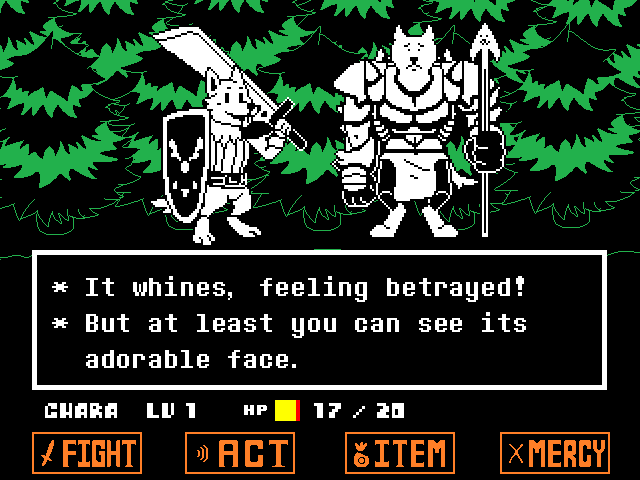 * It whines, feeling betrayed!
* But at least you can see its
adorable face.
CHARA LV 1 HP 17 / 20
FIGHT ACT ITEM MERCY